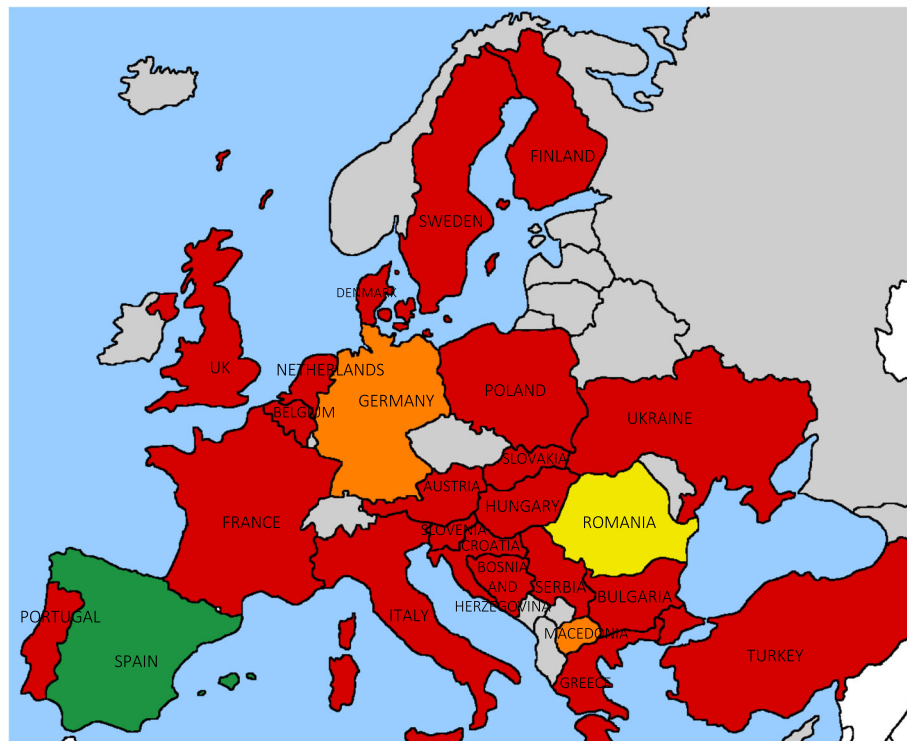 FINLAND
SWEDEN
DENMARK
UK
NETHERLANDS
POLAND
GERMANY
BELGIUM
UKRAINE
SLOVAKIA
AUSTRIA
HUNGARY
FRANCE
ROMANIA
SLOVENIA
CROATIA
BOSNIA
AND
HERZEGOVINA
SERBIA
BULGARIA
PORTUGAL
ITALY
MACEDONIA
SPAIN
TURKEY
GREECE